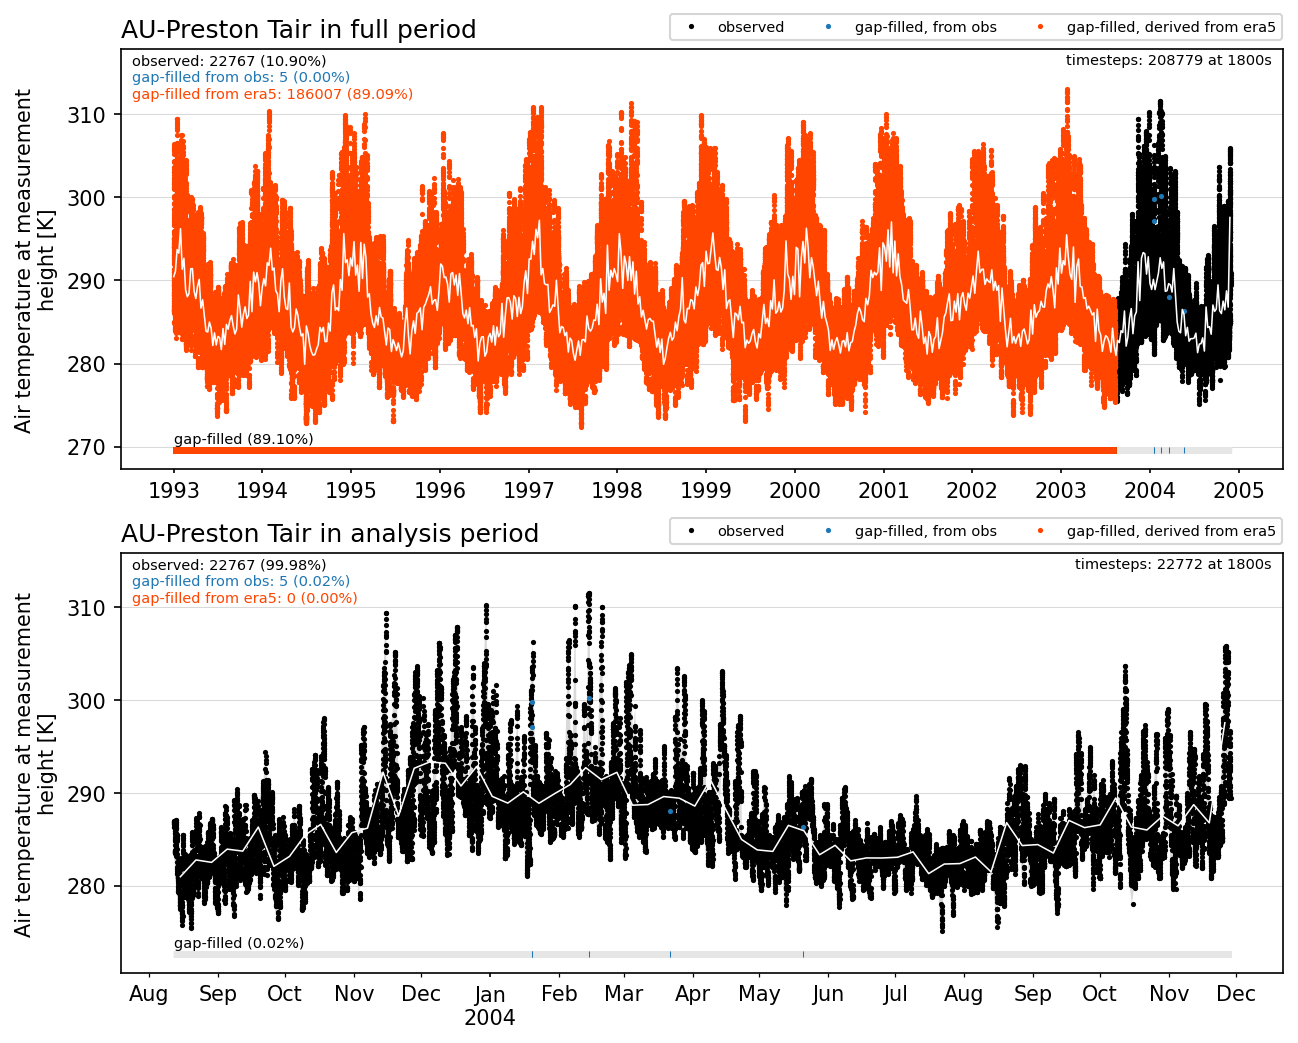 AU-Preston Tair in full period
observed
gap-filled, from obs
gap-filled, derived from era5
observed: 22767 (10.90%)
gap-filled from obs: 5 (0.00%)
gap-filled from era5: 186007 (89.09%)
timesteps: 208779 at 1800s
Air temperature at measurement
height [K]
310
300
290
280
270
gap-filled (89.10%)
1993 1994 1995 1996 1997 1998 1999 2000 2001 2002 2003 2004 2005
AU-Preston Tair in analysis period
observed
gap-filled, from obs
gap-filled, derived from era5
observed: 22767 (99.98%)
gap-filled from obs: 5 (0.02%)
gap-filled from era5: 0 (0.00%)
timesteps: 22772 at 1800s
Air temperature at measurement
height [K]
310
300
290
280
gap-filled (0.02%)
Aug Sep Oct Nov Dec Jan Feb Mar Apr May Jun Jul Aug Sep Oct Nov Dec
2004